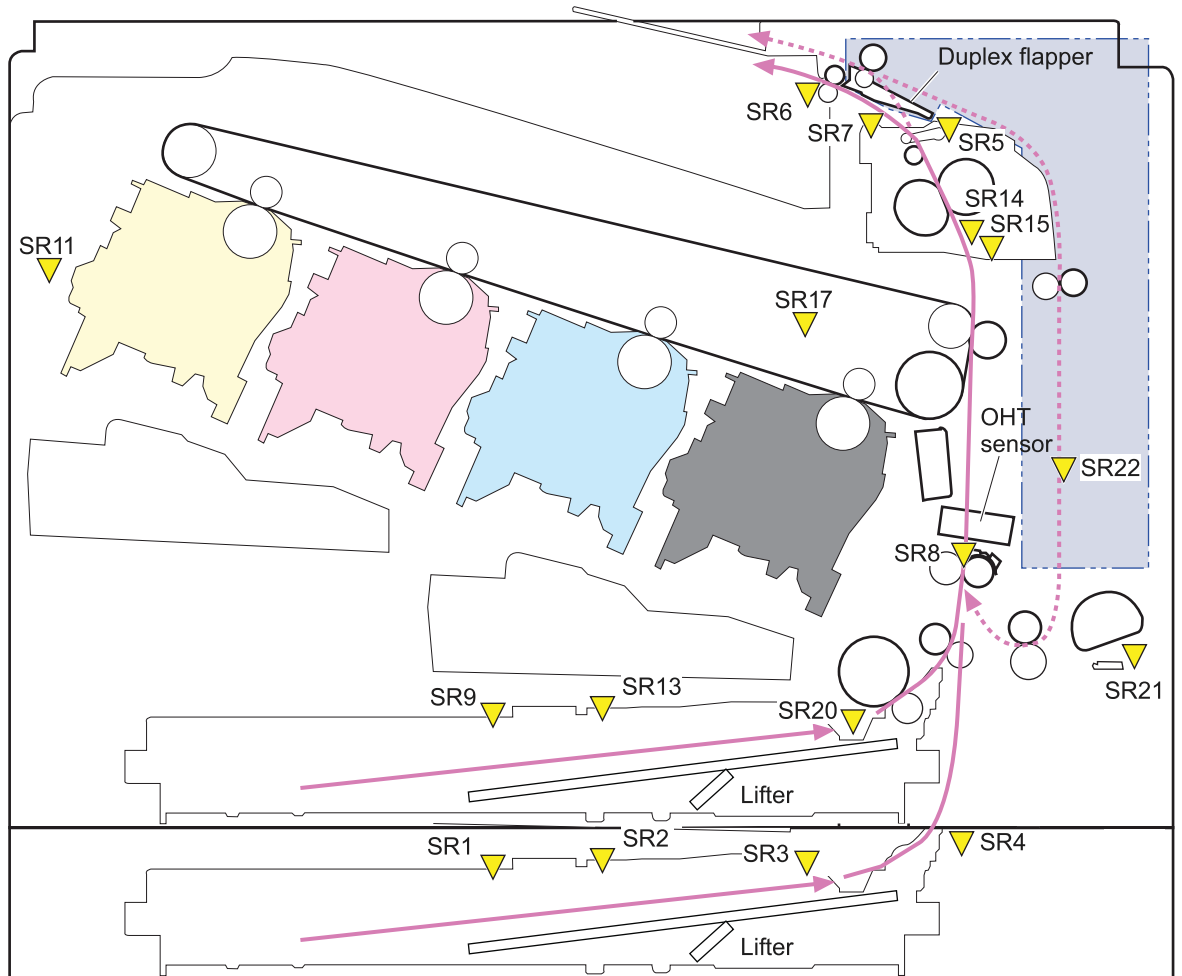 Duplex flapper
SR6
SR7
SR5
SR14
SR15
SR11
SR17
OHT
sensor
SR22
SR8
SR21
SR9
SR13
SR20
Lifter
SR1
SR2
SR3
SR4
Lifter